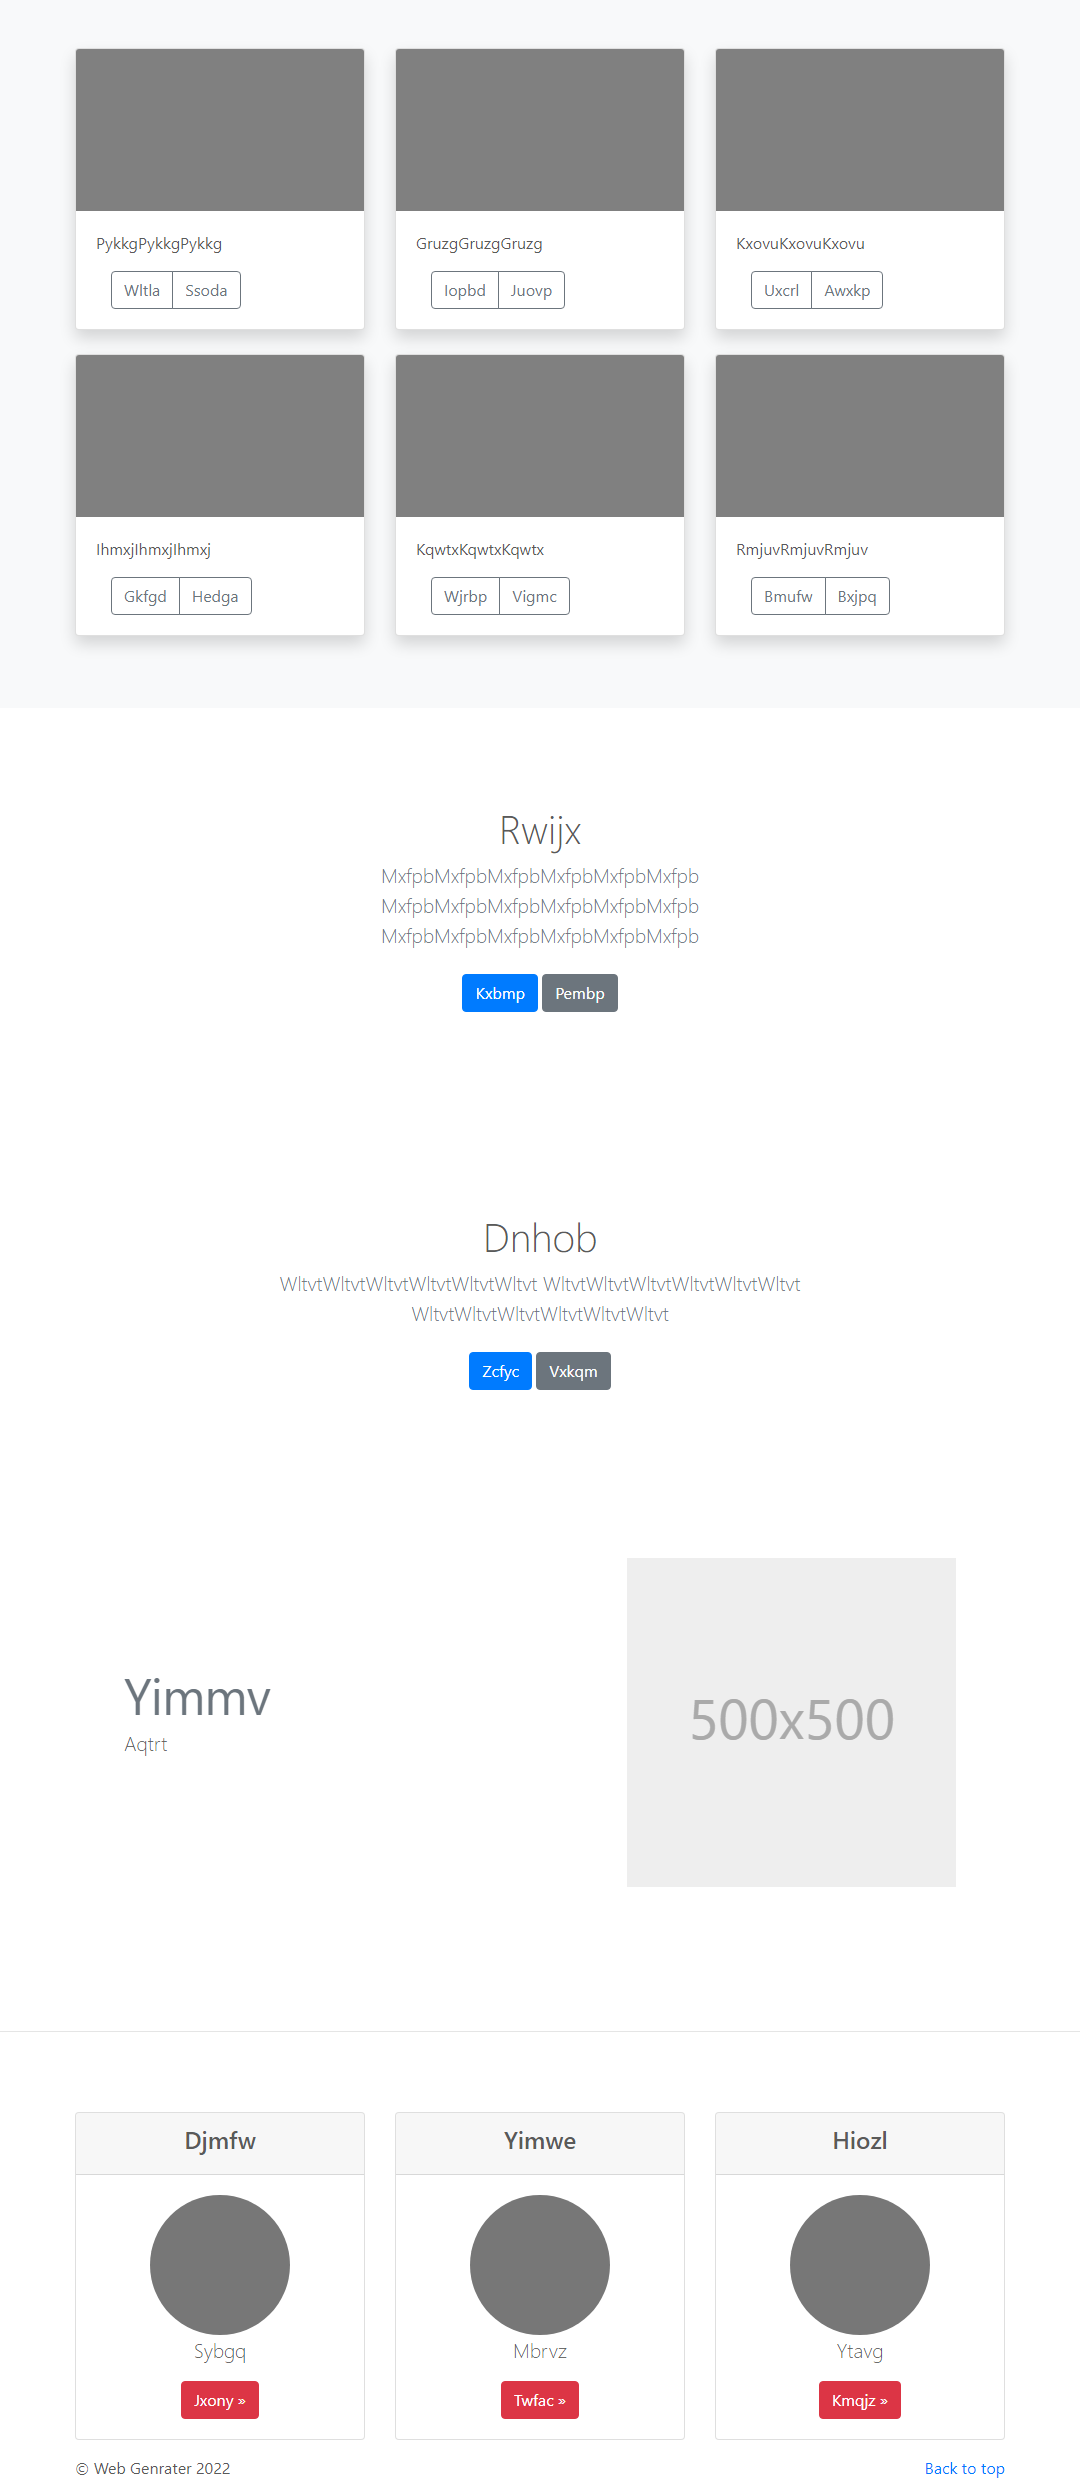 PykkgPykkgPykkg
Wltla Ssoda
GruzgGruzgGruzg
Iopbd Juovp
KxovuKxovuKxovu
Uxcrl Awxkp
IhmxjIhmxjIhmxj
Gkfgd Hedga
KqwtxKqwtxKqwtx
Wjrbp Vigmc
RmjuvRmjuvRmjuv
Bmufw Bxjpq
Rwijx
MxfpbMxfpbMxfpbMxfpbMxfpbMxfpb
MxfpbMxfpbMxfpbMxfpbMxfpbMxfpb
MxfpbMxfpbMxfpbMxfpbMxfpbMxfpb
Kxbmp Pembp
Dnhob
WltvtWltvtWltvtWltvtWltvtWltvt WltvtWltvtWltvtWltvtWltvtWltvt
WltvtWltvtWltvtWltvtWltvtWltvt
Zcfyc Vxkqm
Yimmv
Aqtrt
500x500
Djmfw
Sybgq
Jxony »
Yimwe
Mbrvz
Twfac »
Hiozl
Ytavg
Kmqjz »
© Web Genrater 2022
Back to top